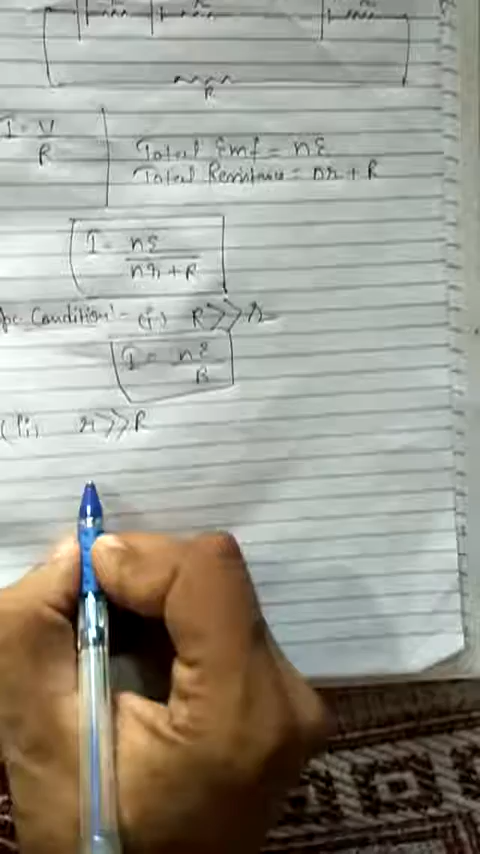 R
I = V/R
Total Emf = nε
Total Resistance = nr + R
I = nε/nr + R
Condition:- (i) R >> r
I = nε/R
(ii) r >> R